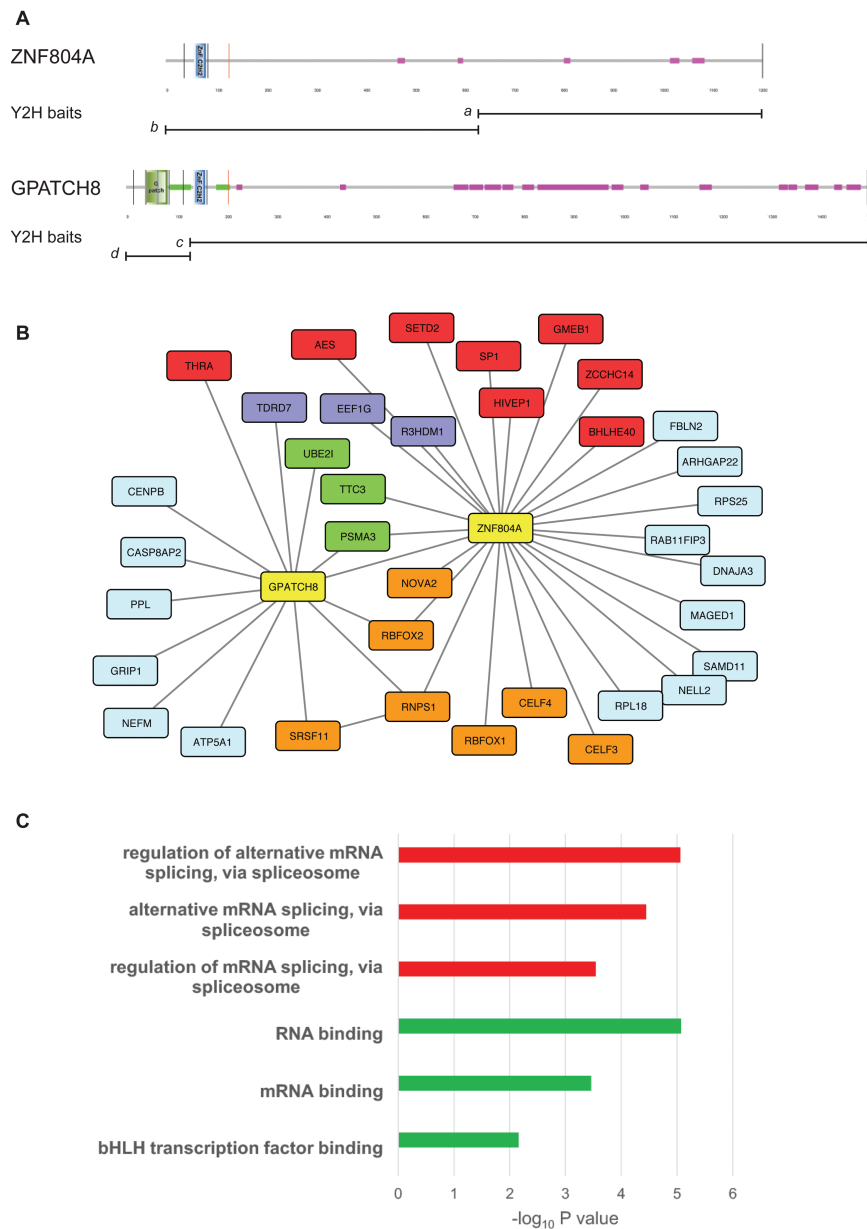 A
ZNF804A
ZnF_C2H2
0 100 200 300 400 500 600 700 800 900 1000 1100 1200
Y2H baits
a
b
GPATCH8
G patch
ZnF_C2H2
0 100 200 300 400 500 600 700 800 900 1000 1100 1200 1300 1400
Y2H baits
c
d
B
SETD2
GMEB1
AES
SP1
THRA
ZCCHC14
TDRD7
EEF1G
HIVEP1
R3HDM1
BHLHE40
FBLN2
UBE2I
ARHGAP22
CENPB
TTC3
RPS25
ZNF804A
PSMA3
RAB11FIP3
CASP8AP2
DNAJA3
GPATCH8
NOVA2
PPL
MAGED1
RBFOX2
GRIP1
SAMD11
NELL2
CELF4
RNPS1
RPL18
NEFM
SRSF11
ATP5A1
RBFOX1
CELF3
C
regulation of alternative mRNA
splicing, via spliceosome
alternative mRNA splicing, via
spliceosome
regulation of mRNA splicing, via
spliceosome
RNA binding
mRNA binding
bHLH transcription factor binding
0 1 2 3 4 5 6
-log10 P value